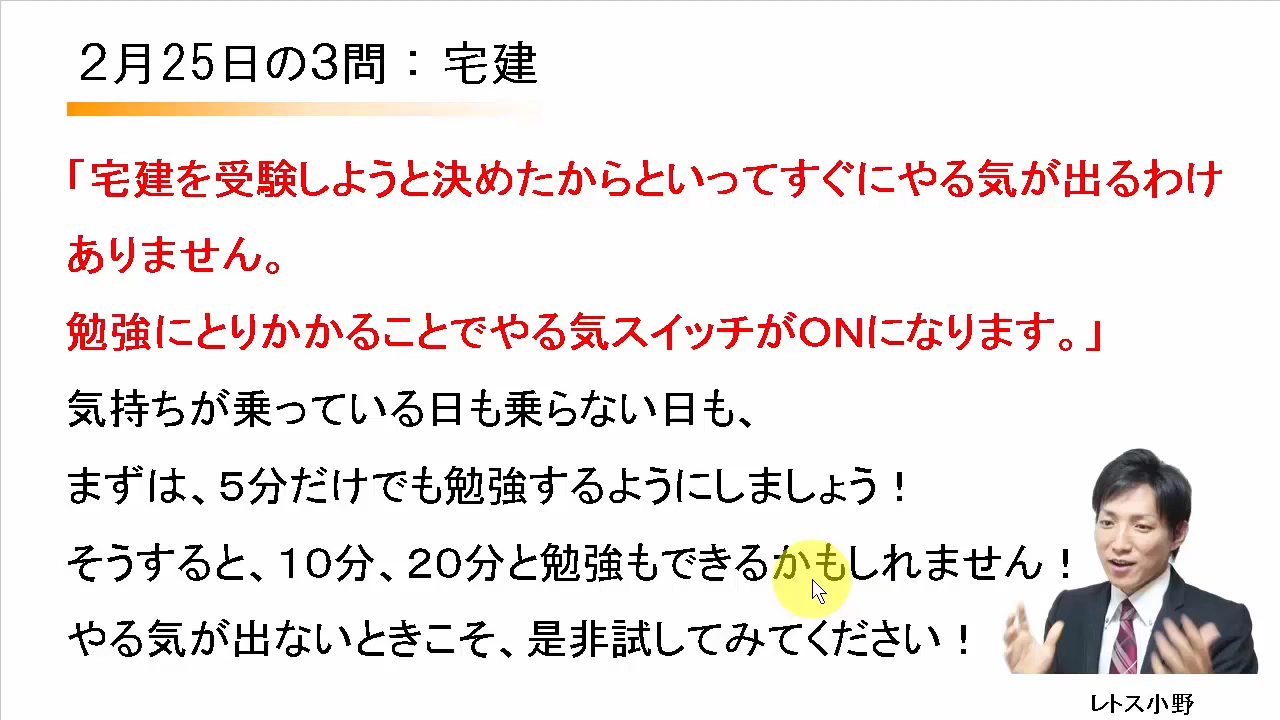 ２月25日の３問：宅建
「宅建を受験しようと決めたからといってすぐにやる気が出るわけ
ありません。
勉強にとりかかることでやる気スイッチがONになります。」
気持ちが乗っている日も乗らない日も、
まずは、５分だけでも勉強するようにしましょう！
そうすると、１０分、２０分と勉強もできるかもしれません！
やる気が出ないときこそ、是非試してみてください！
レトス小野